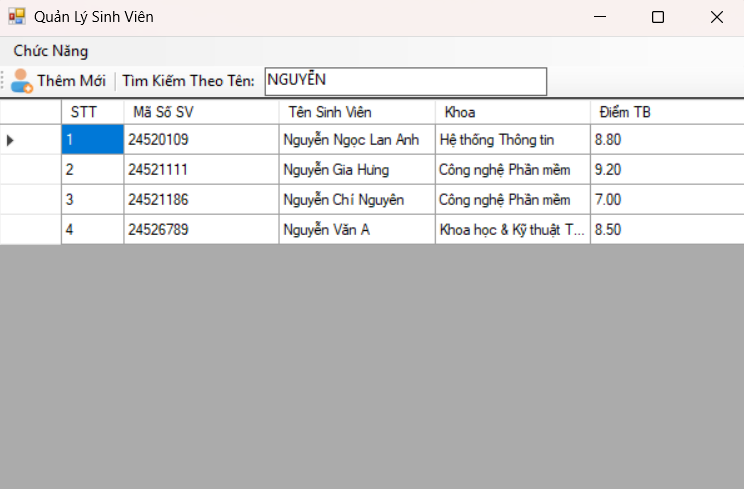 Quản Lý Sinh Viên
Chức Năng
Thêm Mới Tìm Kiếm Theo Tên: NGUYỄN
STT Mã Số SV Tên Sinh Viên Khoa Điểm TB
1 24520109 Nguyễn Ngọc Lan Anh Hệ thống Thông tin 8.80
2 24521111 Nguyễn Gia Hưng Công nghệ Phần mềm 9.20
3 24521186 Nguyễn Chí Nguyên Công nghệ Phần mềm 7.00
4 24526789 Nguyễn Văn A Khoa học & Kỹ thuật T... 8.50